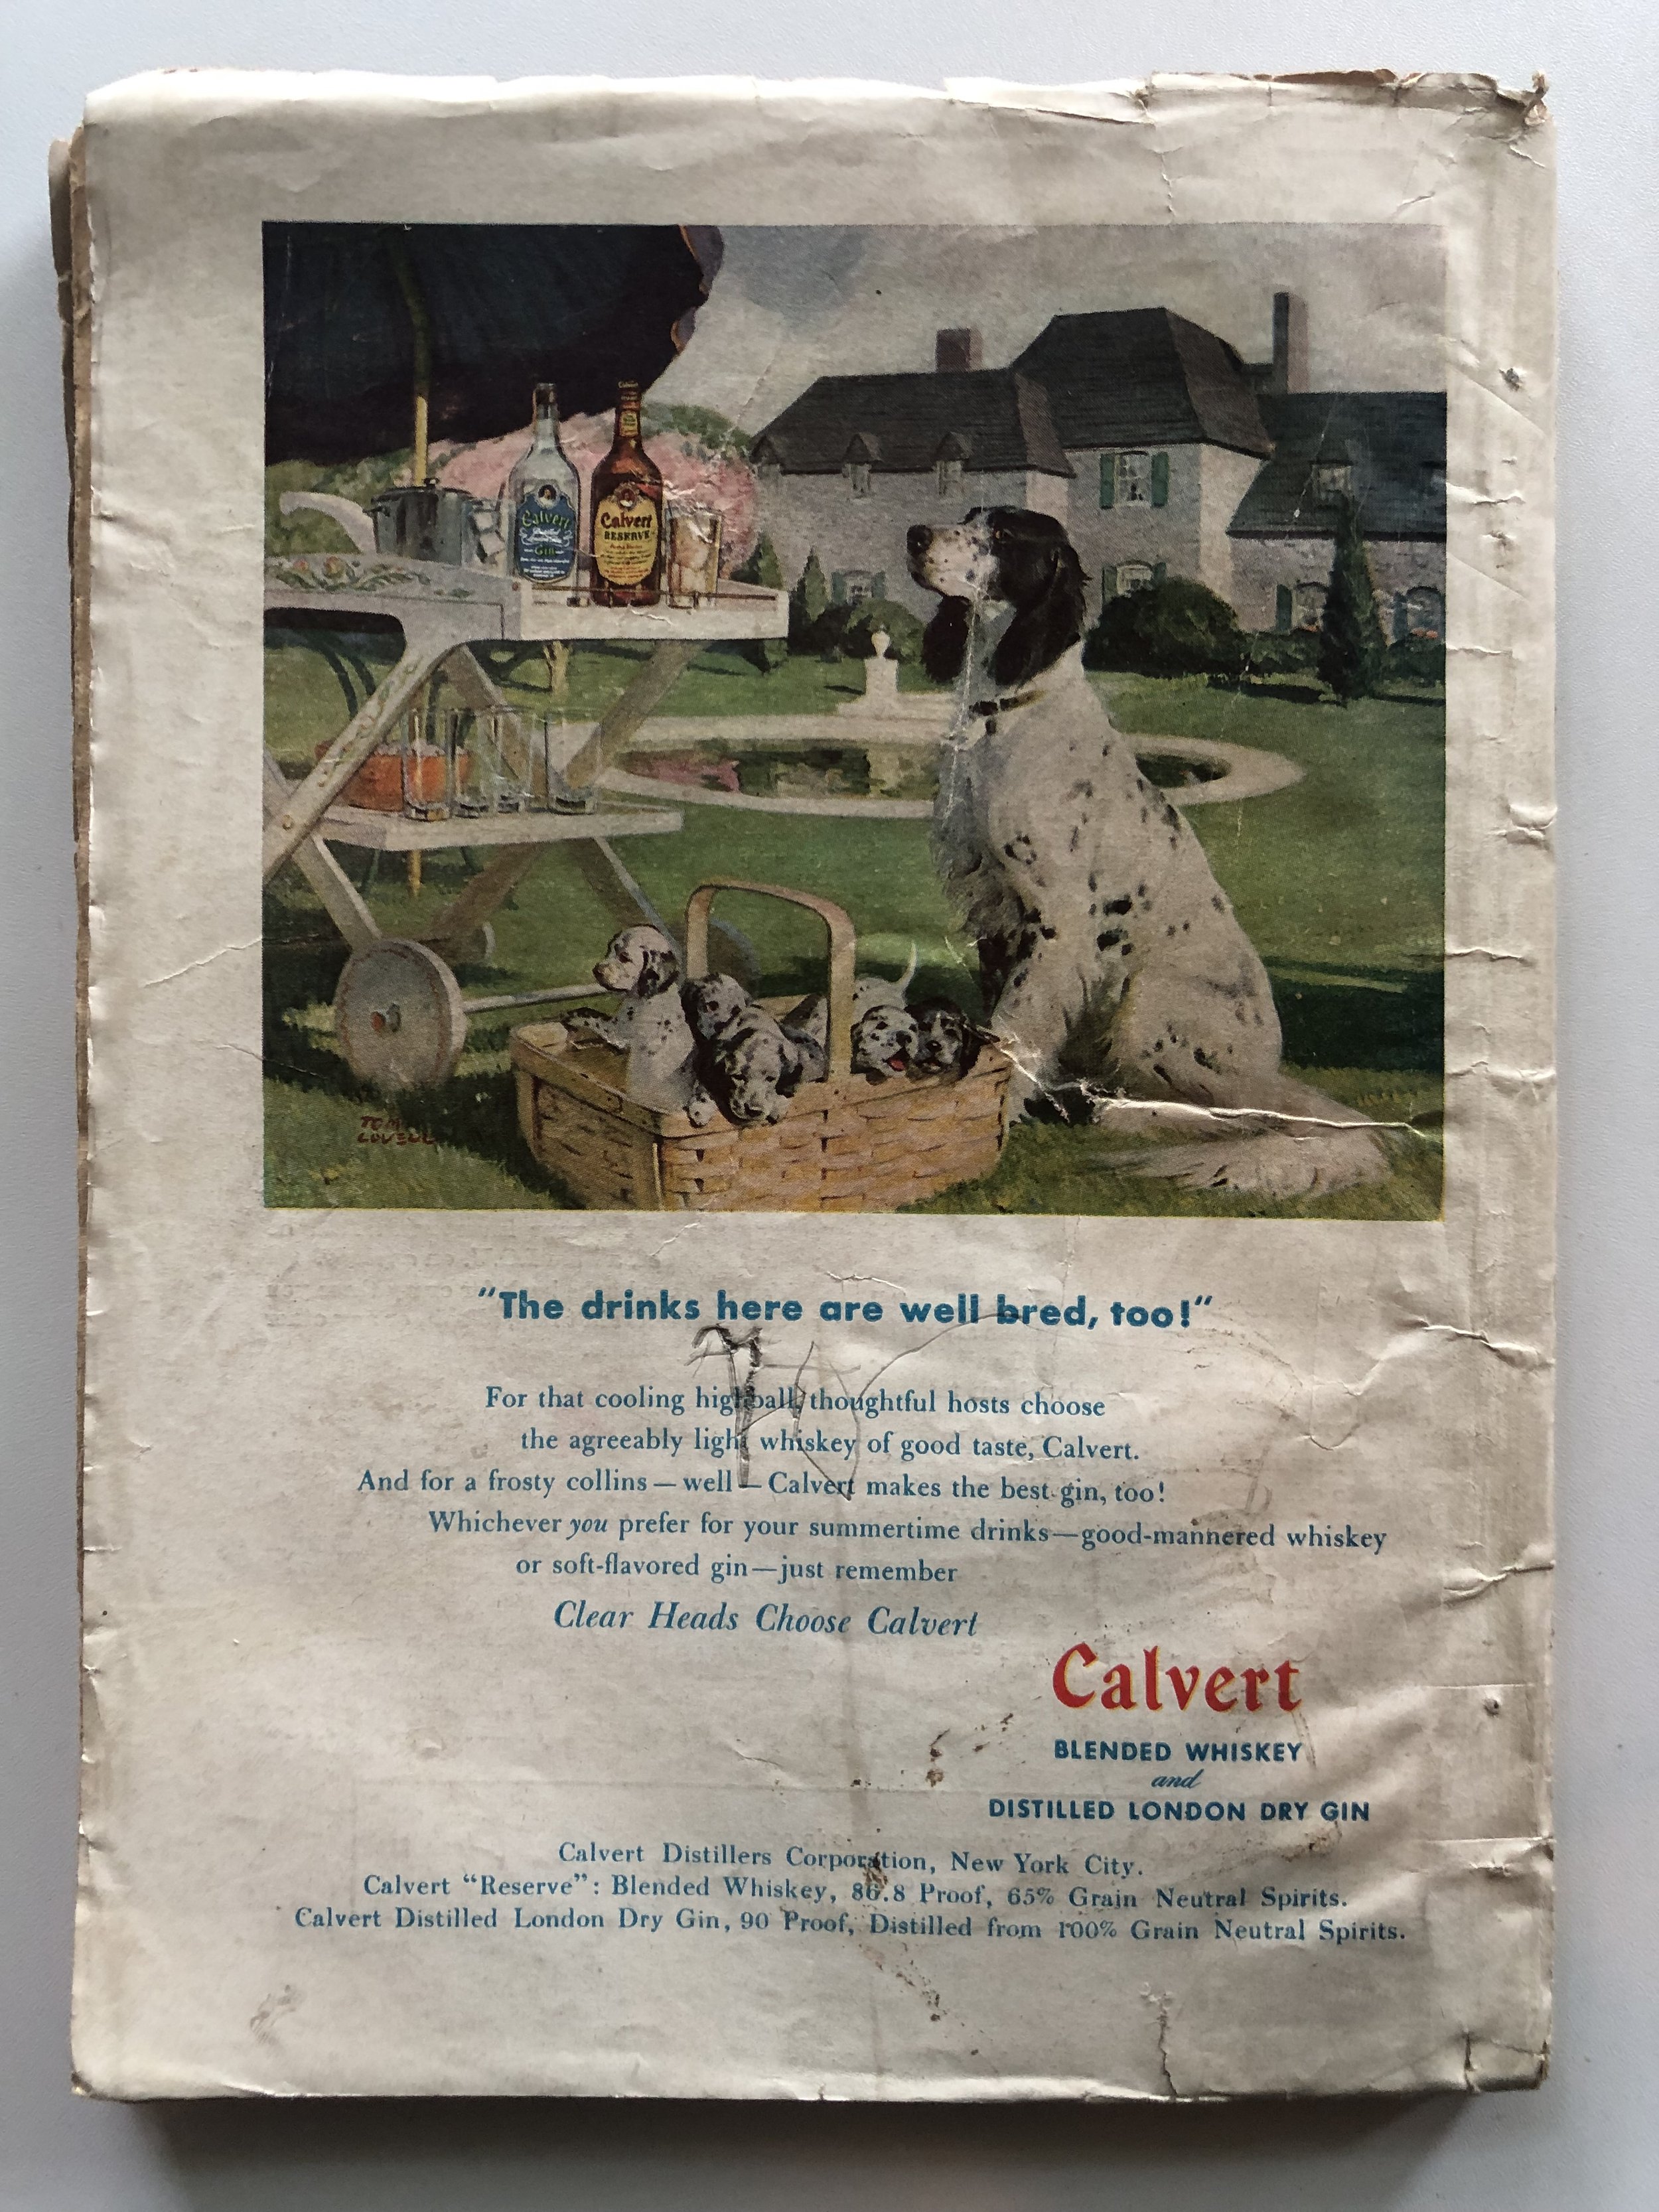 Calvert
Gin
Calvert
RESERVE
TOM
LOVELL
"The drinks here are well bred, too!"
For that cooling highball, thoughtful hosts choose
the agreeably light whiskey of good taste, Calvert.
And for a frosty collins—well—Calvert makes the best gin, too!
Whichever you prefer for your summertime drinks—good-mannered whiskey
or soft-flavored gin—just remember
Clear Heads Choose Calvert
Calvert
BLENDED WHISKEY
and
DISTILLED LONDON DRY GIN
Calvert Distillers Corporation, New York City.
Calvert “Reserve”: Blended Whiskey, 86.8 Proof, 65% Grain Neutral Spirits.
Calvert Distilled London Dry Gin, 90 Proof, Distilled from 100% Grain Neutral Spirits.